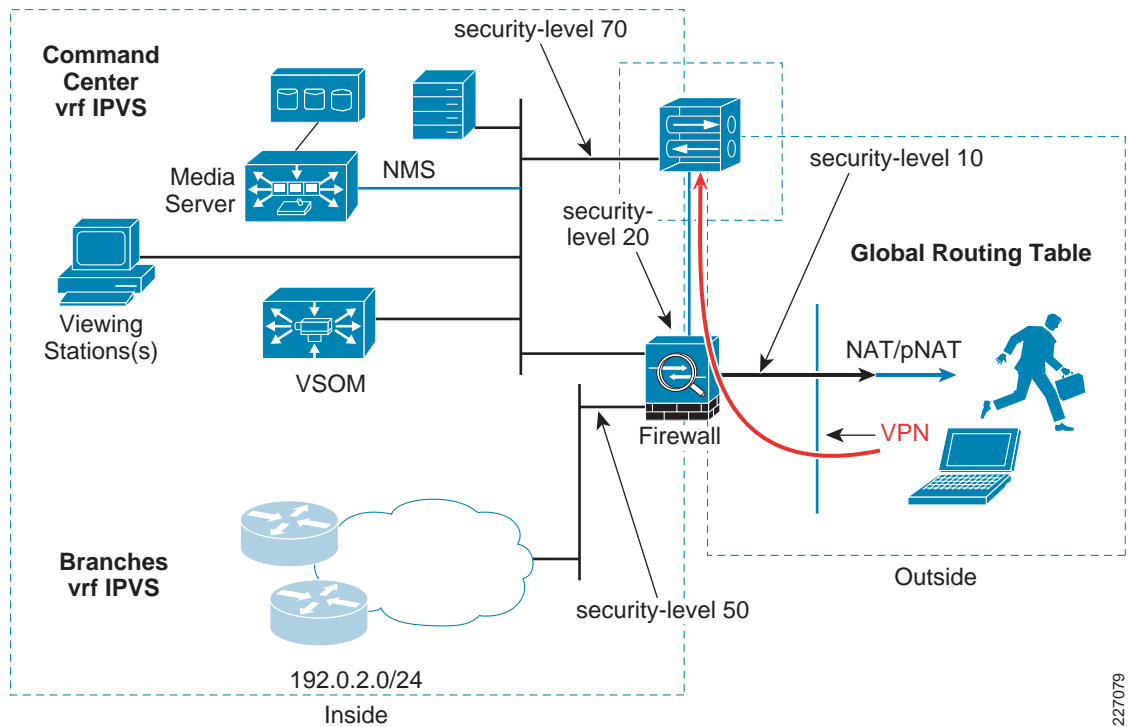 Command
Center
vrf IPVS
security-level 70
NMS
Media
Server
security-level 10
security-
level 20
Global Routing Table
Viewing
Stations(s)
VSOM
NAT/pNAT
Firewall
VPN
Branches
vrf IPVS
security-level 50
Outside
192.0.2.0/24
Inside
227079